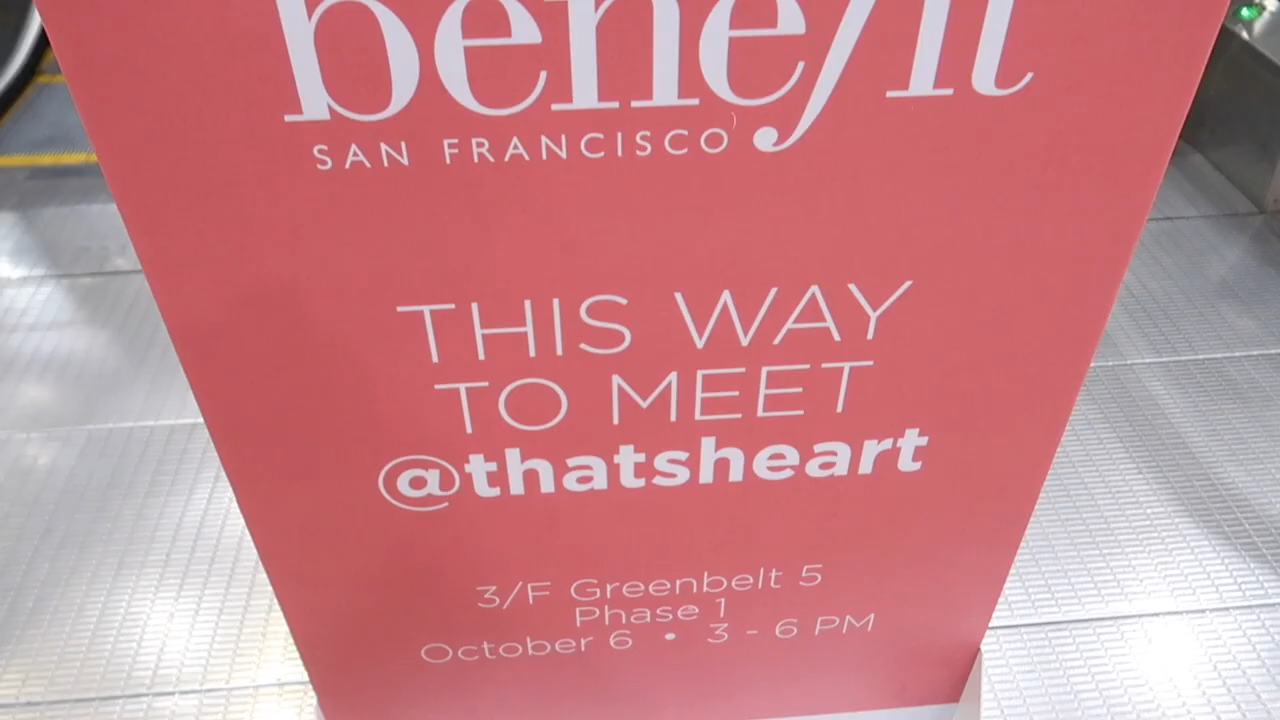 benefit
SAN FRANCISCO
THIS WAY
TO MEET
@thatsheart
3/F Greenbelt 5
Phase 1
October 6 • 3 - 6 PM